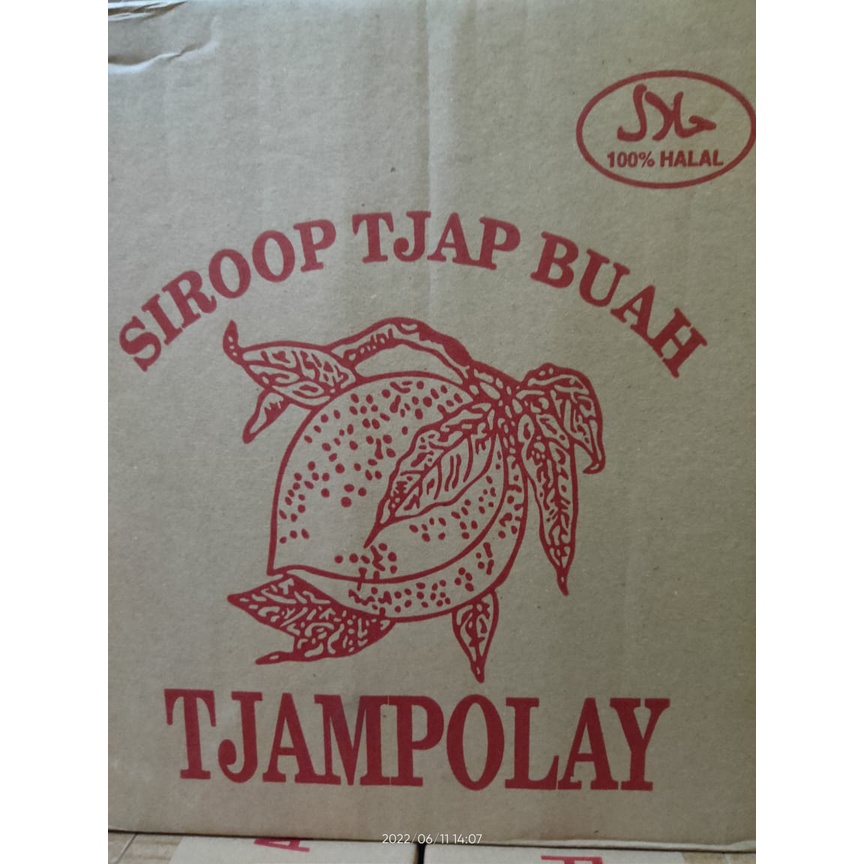 حلال
100% HALAL
SIROOP TJAP BUAH
TJAMPOLAY
2022/06/11 14:07